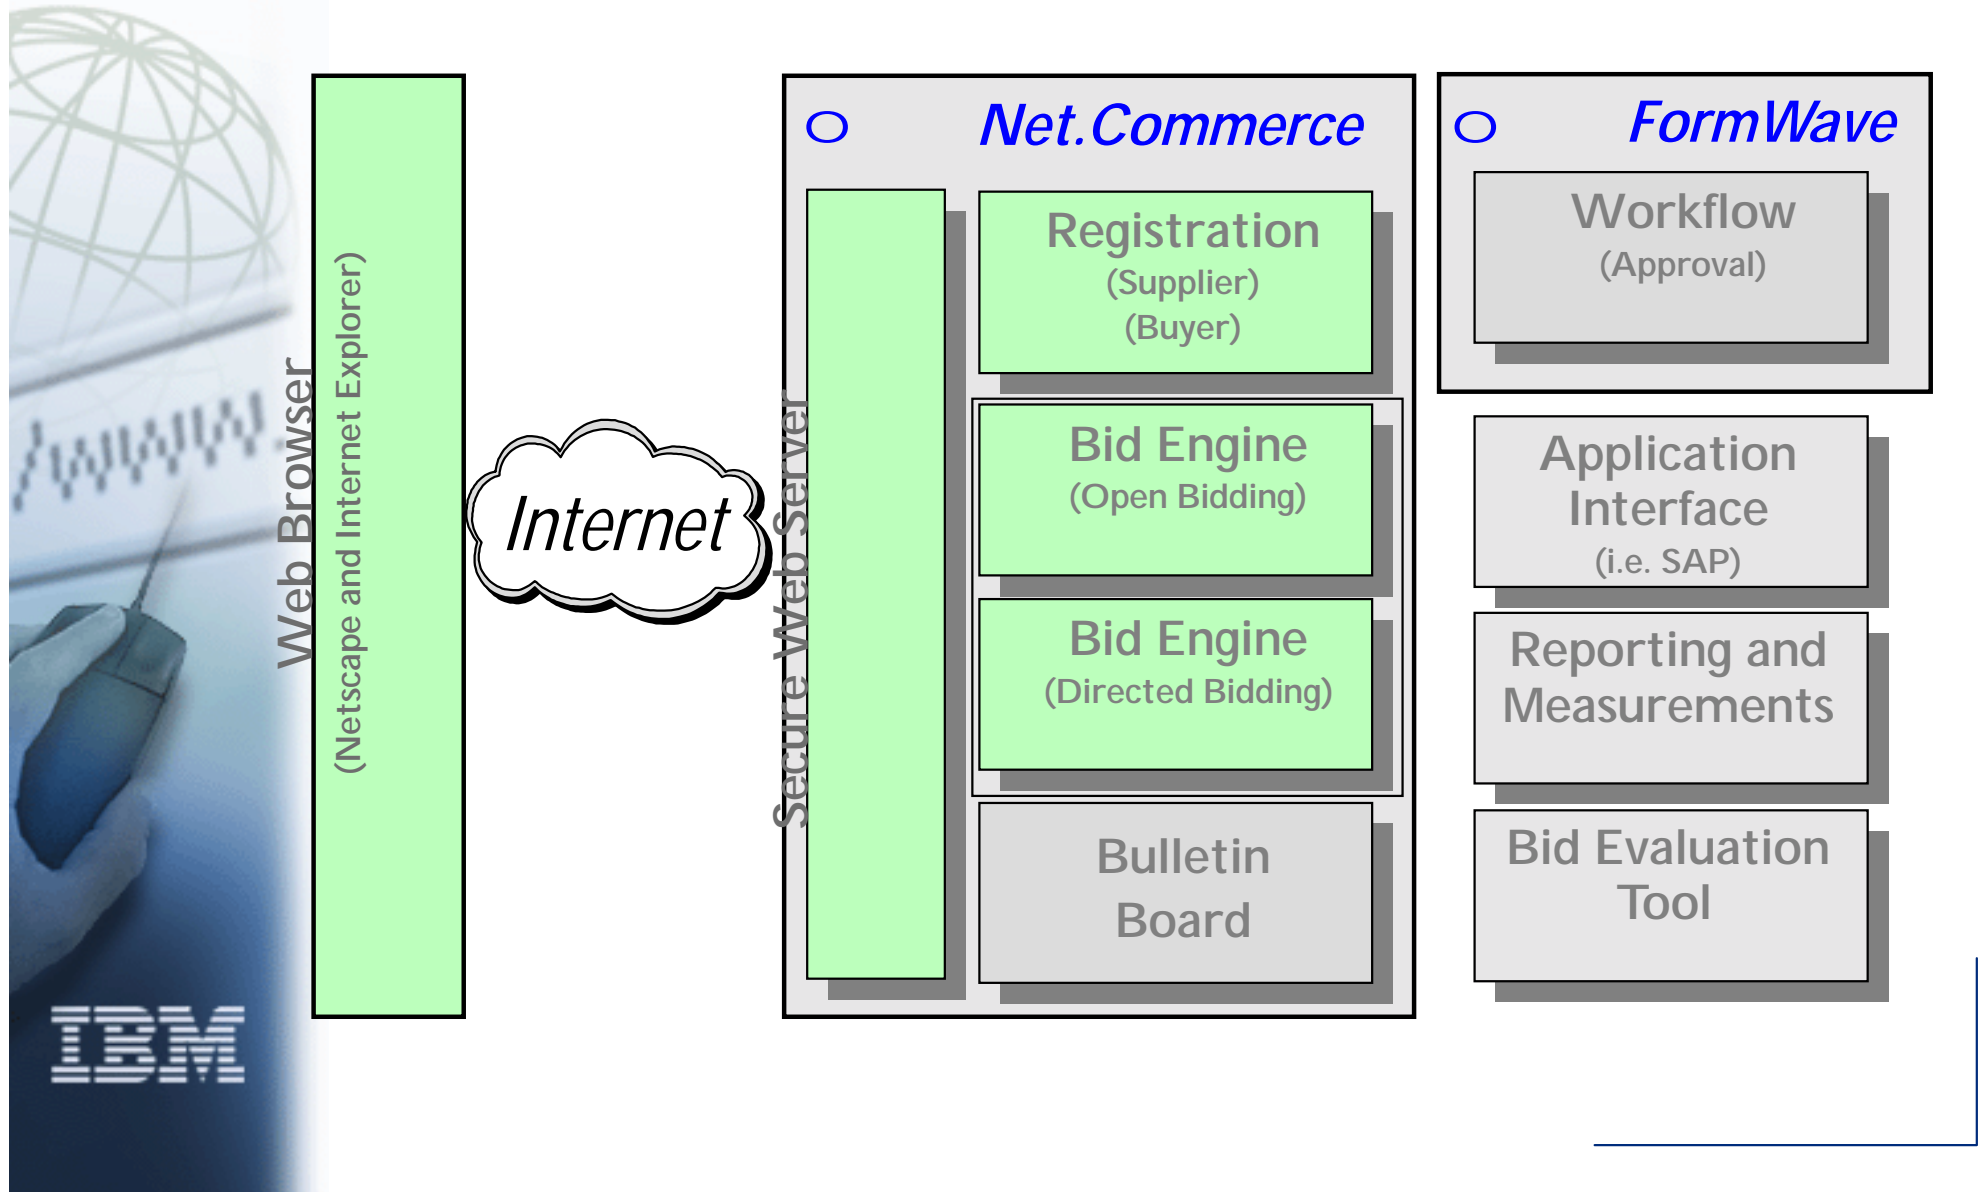 Web Browser
(Netscape and Internet Explorer)
Internet
Secure Web Server
Net.Commerce
Registration
(Supplier)
(Buyer)
Bid Engine
(Open Bidding)
Bid Engine
(Directed Bidding)
Bulletin
Board
FormWave
Workflow
(Approval)
Application
Interface
(i.e. SAP)
Reporting and
Measurements
Bid Evaluation
Tool
IBM